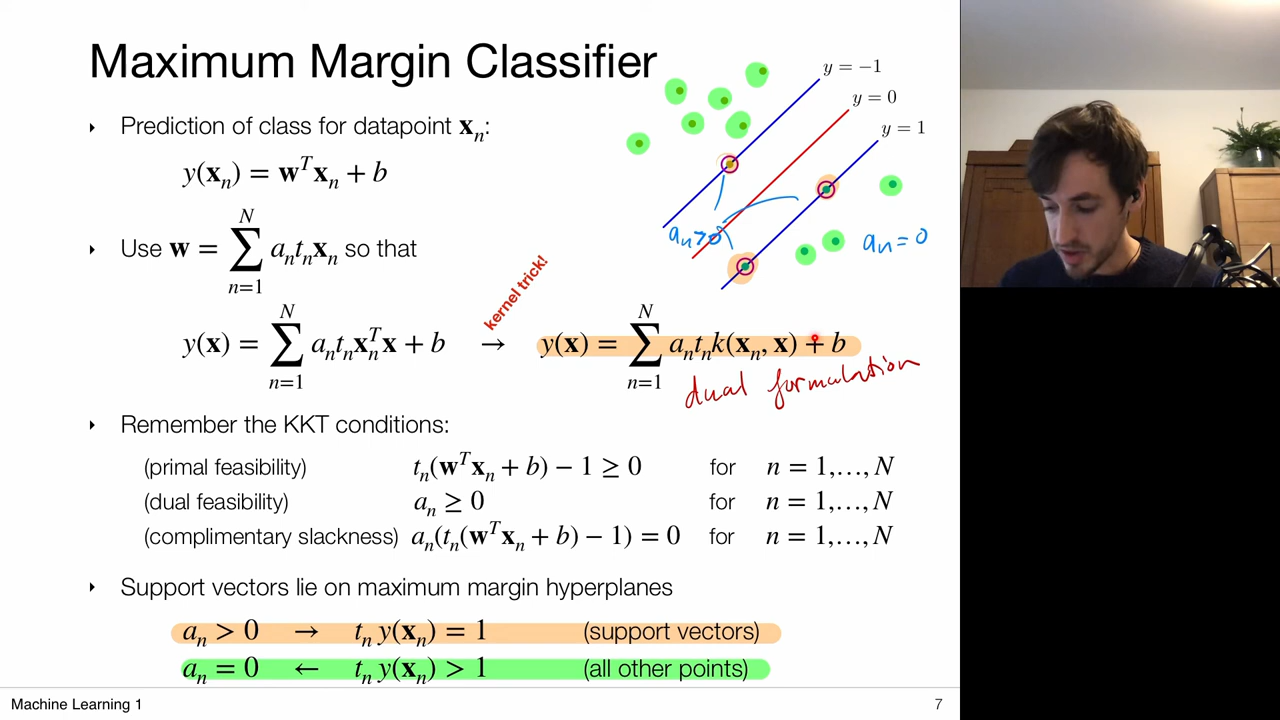 Maximum Margin Classifier
y = −1
y = 0
y = 1
‣ Prediction of class for datapoint xₙ:
y(xₙ) = wᵀxₙ + b
aₙ>0
aₙ = 0
‣ Use w = ∑ₙ₌₁ᴺ aₙtₙxₙ so that
kernel trick!
y(x) = ∑ₙ₌₁ᴺ aₙtₙxₙᵀx + b → y(x) = ∑ₙ₌₁ᴺ aₙtₙk(xₙ, x) + b
dual formulation
‣ Remember the KKT conditions:
(primal feasibility) tₙ(wᵀxₙ + b) − 1 ≥ 0 for n = 1,…,N
(dual feasibility) aₙ ≥ 0 for n = 1,…,N
(complimentary slackness) aₙ(tₙ(wᵀxₙ + b) − 1) = 0 for n = 1,…,N
‣ Support vectors lie on maximum margin hyperplanes
aₙ > 0 → tₙ y(xₙ) = 1 (support vectors)
aₙ = 0 ← tₙ y(xₙ) > 1 (all other points)
Machine Learning 1
7